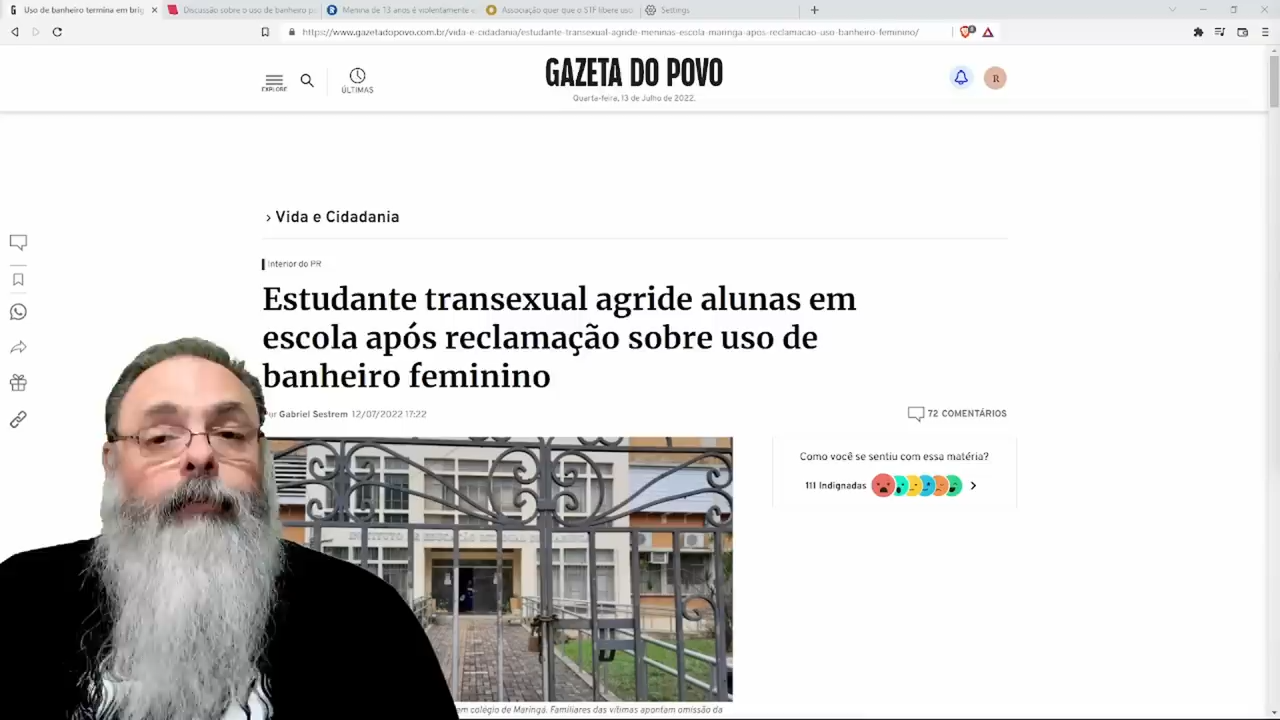 Uso de banheiro termina em brig
Discussão sobre o uso de banheiro p
Menina de 13 anos é violentamente e
Associação quer que o STF libere uso
Settings
https://www.gazetadopovo.com.br/vida-e-cidadania/estudante-transexual-agride-meninas-escola-maringa-apos-reclamacao-uso-banheiro-feminino/
EXPLORE
ÚLTIMAS
GAZETA DO POVO
Quarta-feira, 13 de Julho de 2022.
R
› Vida e Cidadania
Interior do PR
Estudante transexual agride alunas em
escola após reclamação sobre uso de
banheiro feminino
Por Gabriel Sestrem 12/07/2022 17:22
72 COMENTÁRIOS
Como você se sentiu com essa matéria?
111 Indignadas
em colégio de Maringá. Familiares das vítimas apontam omissão da